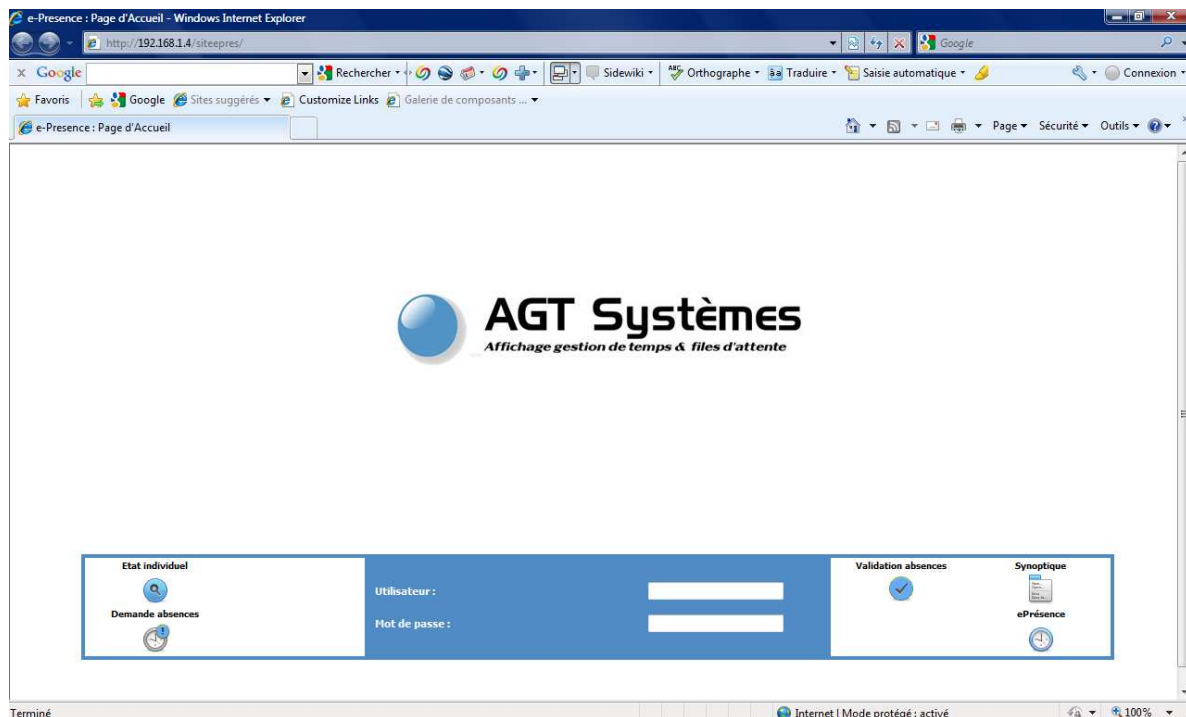 e-Presence : Page d'Accueil - Windows Internet Explorer
http://192.168.1.4/siteepres/
Google
x Google
Rechercher
Sidewiki
Orthographe
Traduire
Saisie automatique
Connexion
Favoris
Google
Sites suggérés
Customize Links
Galerie de composants ...
e-Presence : Page d'Accueil
Page
Sécurité
Outils
AGT Systèmes
Affichage gestion de temps & files d'attente
Etat individuel
Demande absences
Utilisateur :
Mot de passe :
Validation absences
Synoptique
ePrésence
Terminé
Internet | Mode protégé : activé
100%